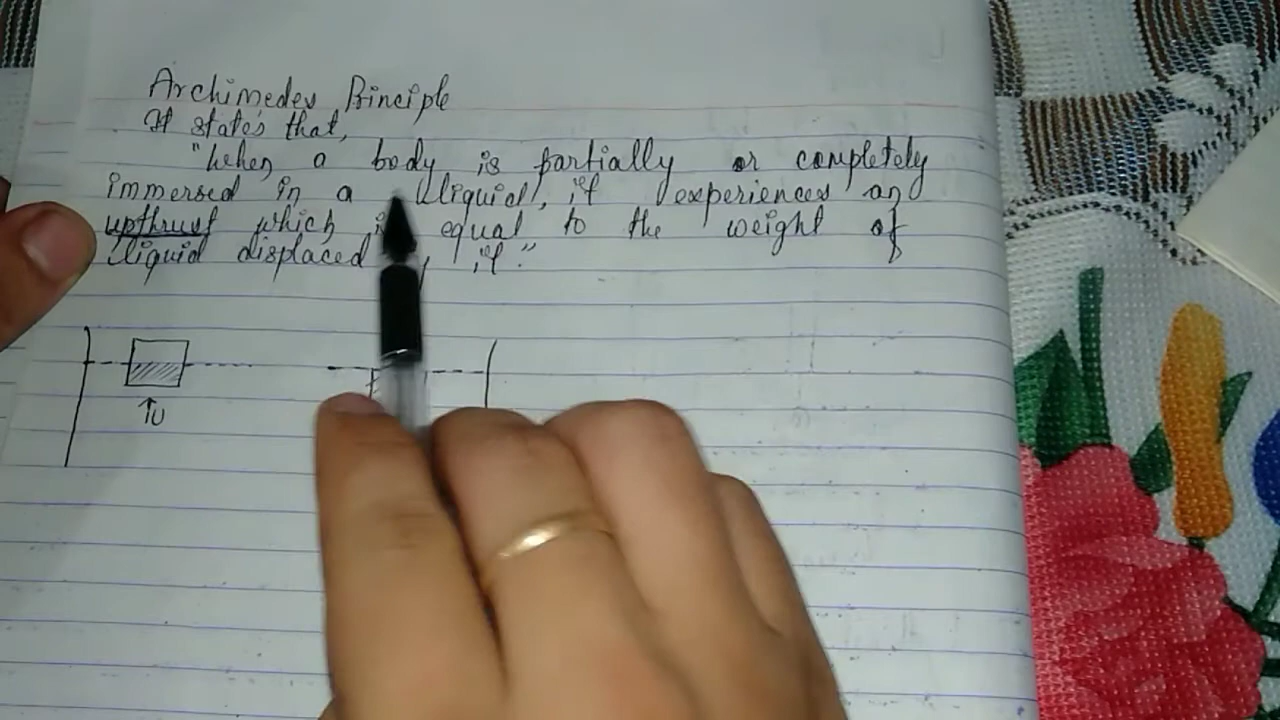 Archimedes Principle
It states that,
"When a body is partially or completely
immersed in a liquid, it experiences an
upthrust which equal to the weight of
liquid displaced it."
U